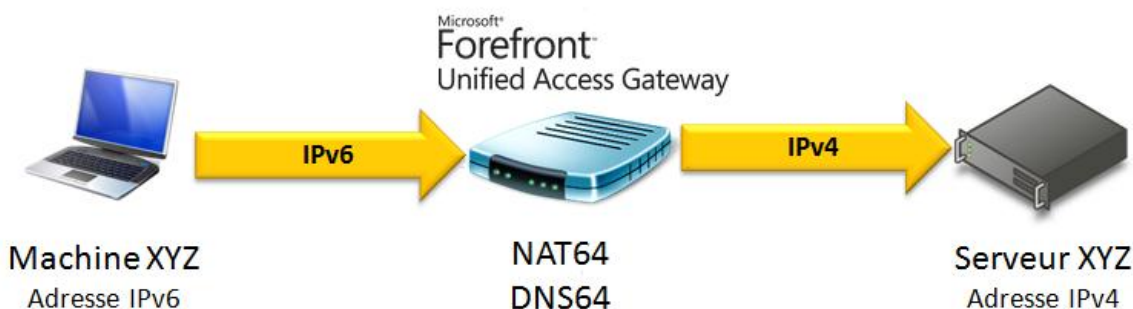 Microsoft®
Forefront™
Unified Access Gateway
IPv6
IPv4
Machine XYZ
Adresse IPv6
NAT64
DNS64
Serveur XYZ
Adresse IPv4